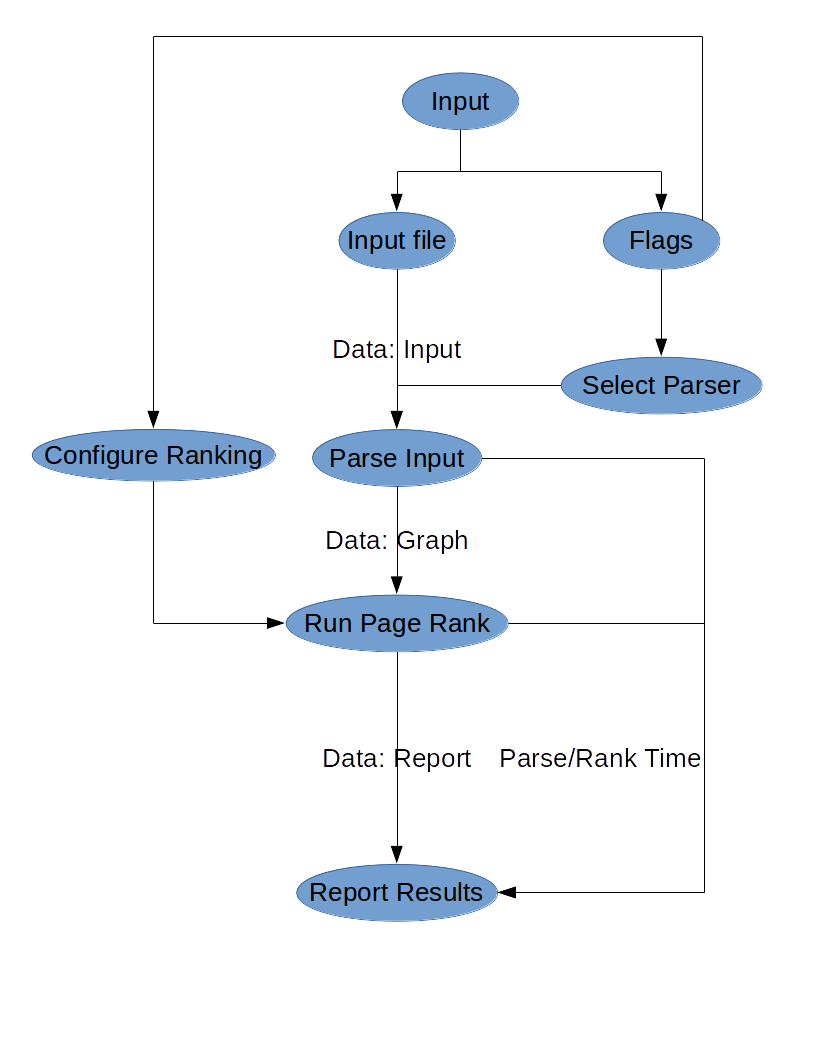 Input
Input file
Flags
Data: Input
Select Parser
Configure Ranking
Parse Input
Data: Graph
Run Page Rank
Data: Report
Parse/Rank Time
Report Results